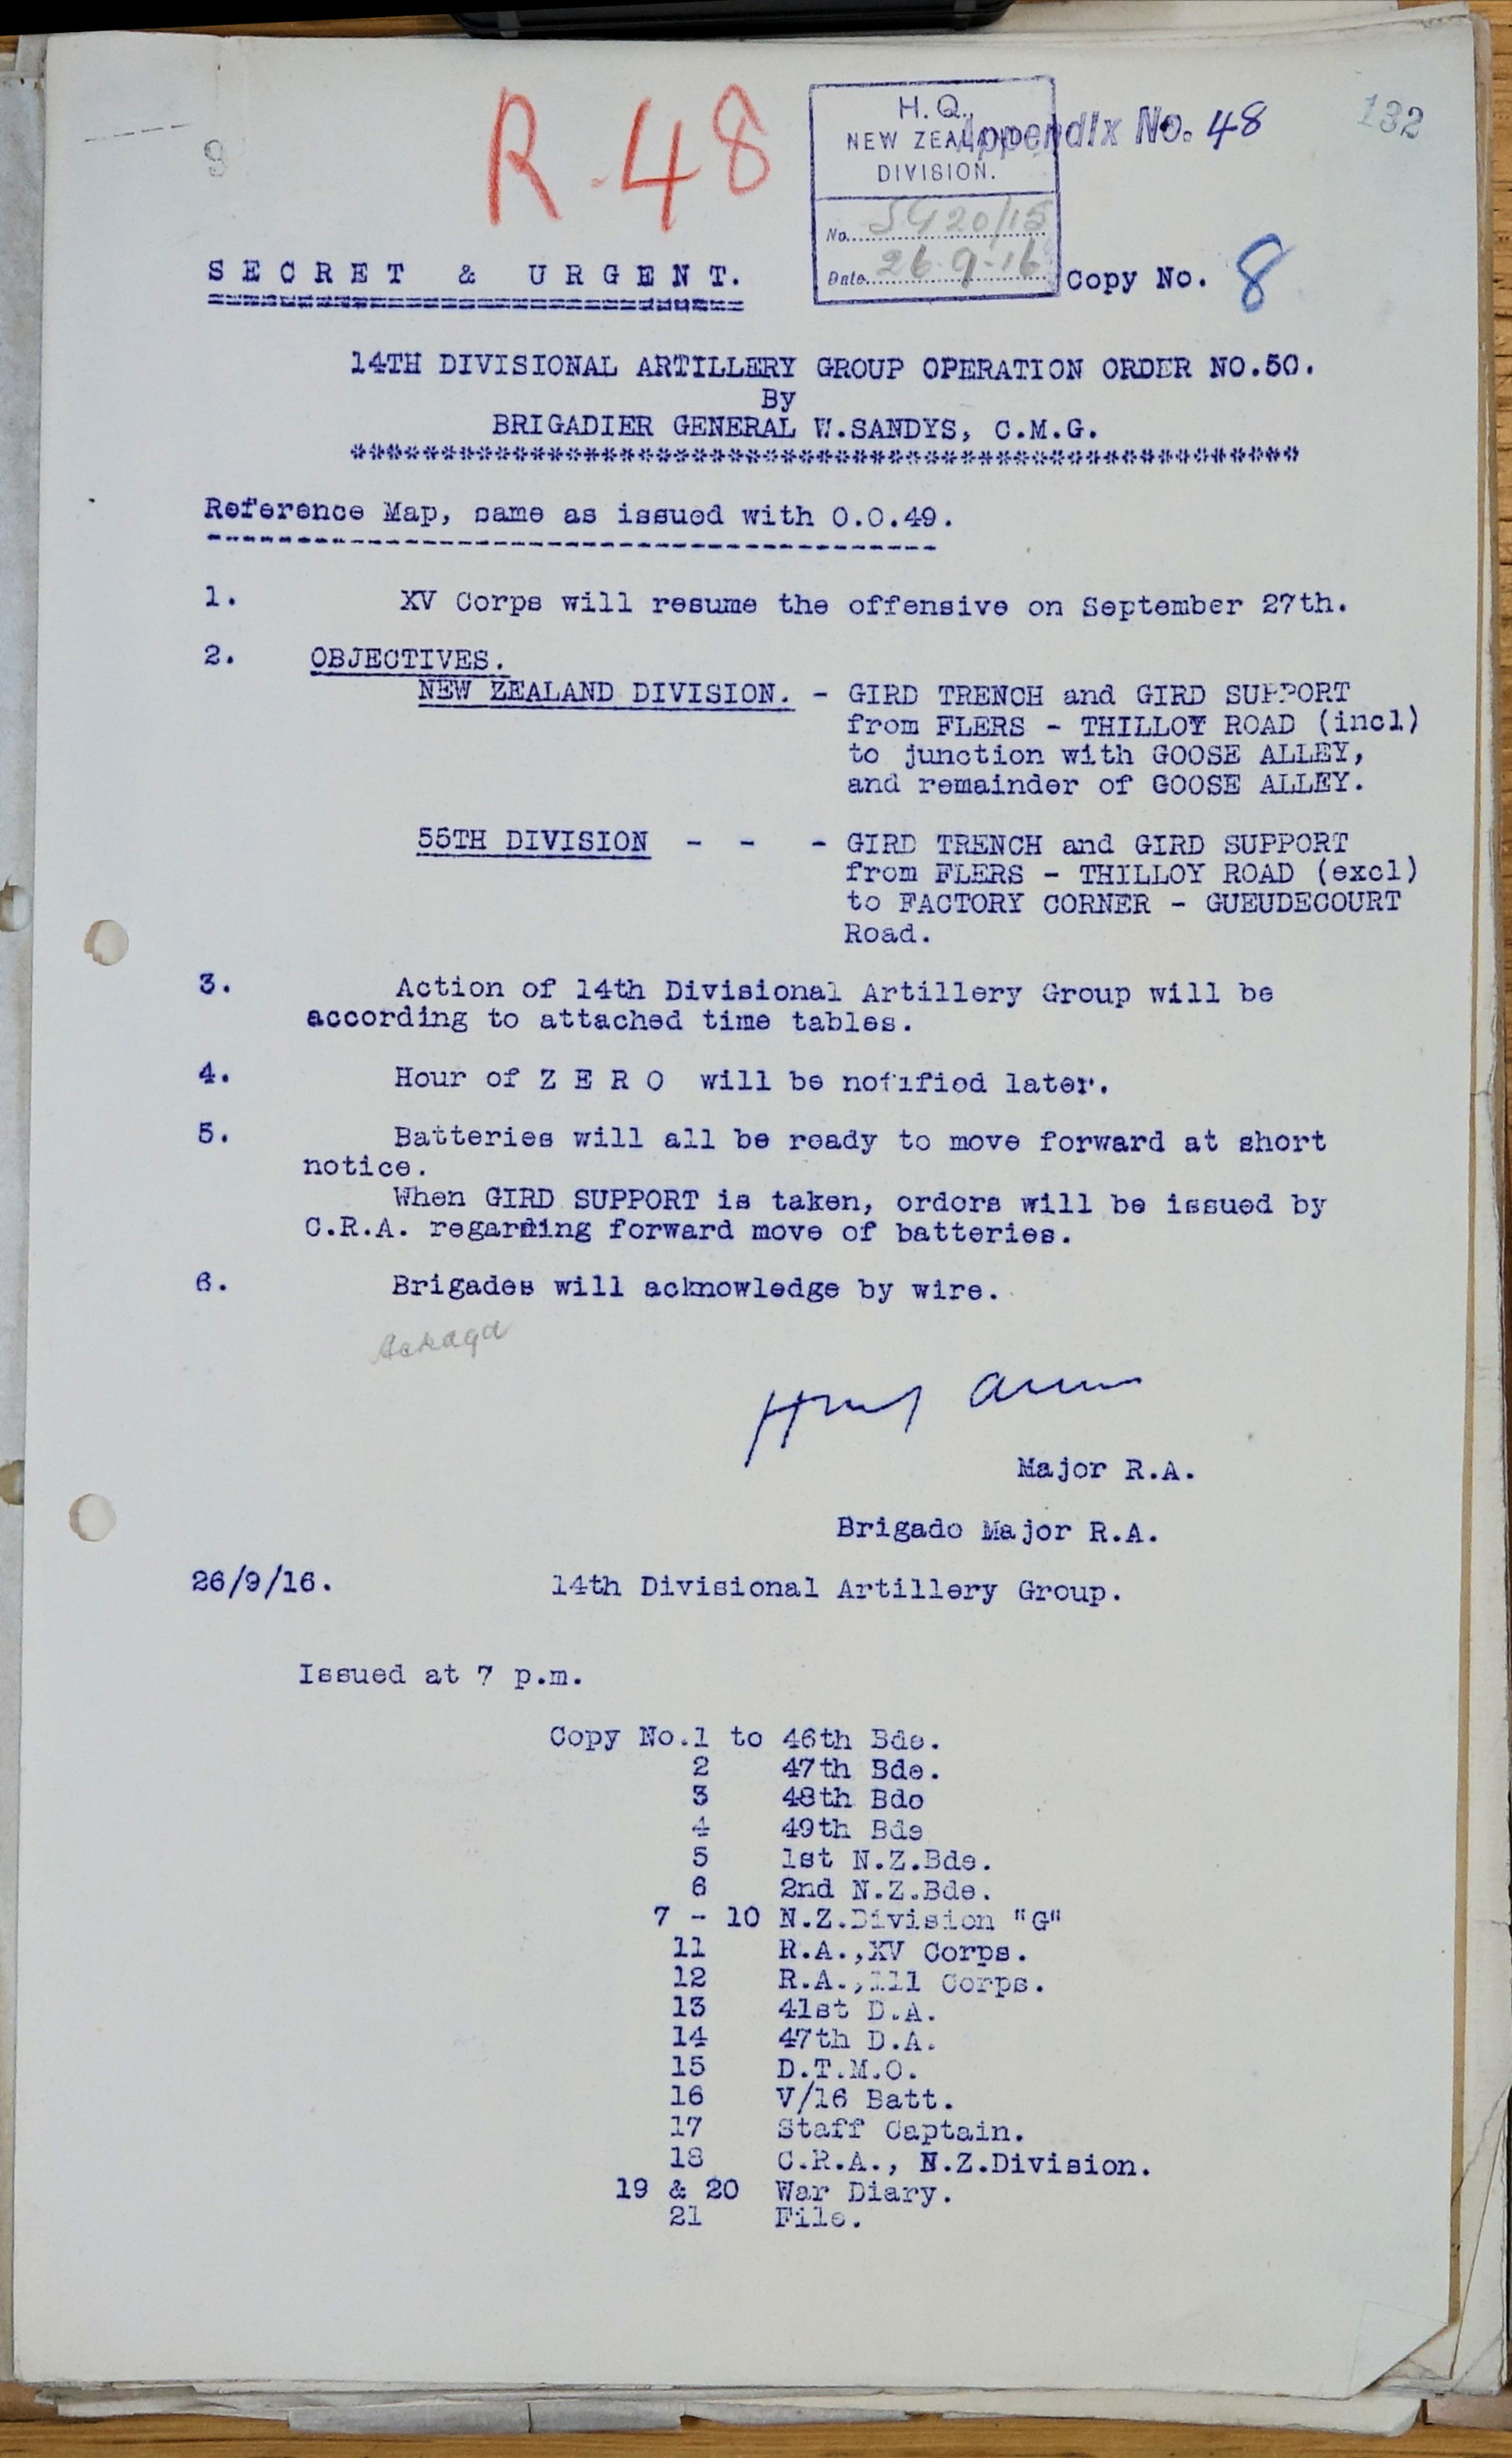 R.48
H.Q.
NEW ZEALAND
DIVISION.
Appendix No. 48
132
9
No. SG20/15
Date 26.9.16
Copy No. 8
SECRET & URGENT.
14TH DIVISIONAL ARTILLERY GROUP OPERATION ORDER NO.50.
By
BRIGADIER GENERAL W.SANDYS, C.M.G.
*****************************************************
Reference Map, same as issued with O.O.49.
1. XV Corps will resume the offensive on September 27th.
2. OBJECTIVES.
NEW ZEALAND DIVISION. - GIRD TRENCH and GIRD SUPPORT
from FLERS - THILLOY ROAD (incl)
to junction with GOOSE ALLEY,
and remainder of GOOSE ALLEY.
55TH DIVISION - - - GIRD TRENCH and GIRD SUPPORT
from FLERS - THILLOY ROAD (excl)
to FACTORY CORNER - GUEUDECOURT
Road.
3. Action of 14th Divisional Artillery Group will be
according to attached time tables.
4. Hour of Z E R O will be notified later.
5. Batteries will all be ready to move forward at short
notice.
When GIRD SUPPORT is taken, orders will be issued by
C.R.A. regarding forward move of batteries.
6. Brigades will acknowledge by wire.
Major R.A.
Brigade Major R.A.
26/9/16. 14th Divisional Artillery Group.
Issued at 7 p.m.
Copy No.1 to 46th Bde.
2 47th Bde.
3 48th Bde
4 49th Bde
5 1st N.Z.Bde.
6 2nd N.Z.Bde.
7 - 10 N.Z.Division "G"
11 R.A.,XV Corps.
12 R.A.,111 Corps.
13 41st D.A.
14 47th D.A.
15 D.T.M.O.
16 V/16 Batt.
17 Staff Captain.
18 C.R.A., N.Z.Division.
19 & 20 War Diary.
21 File.